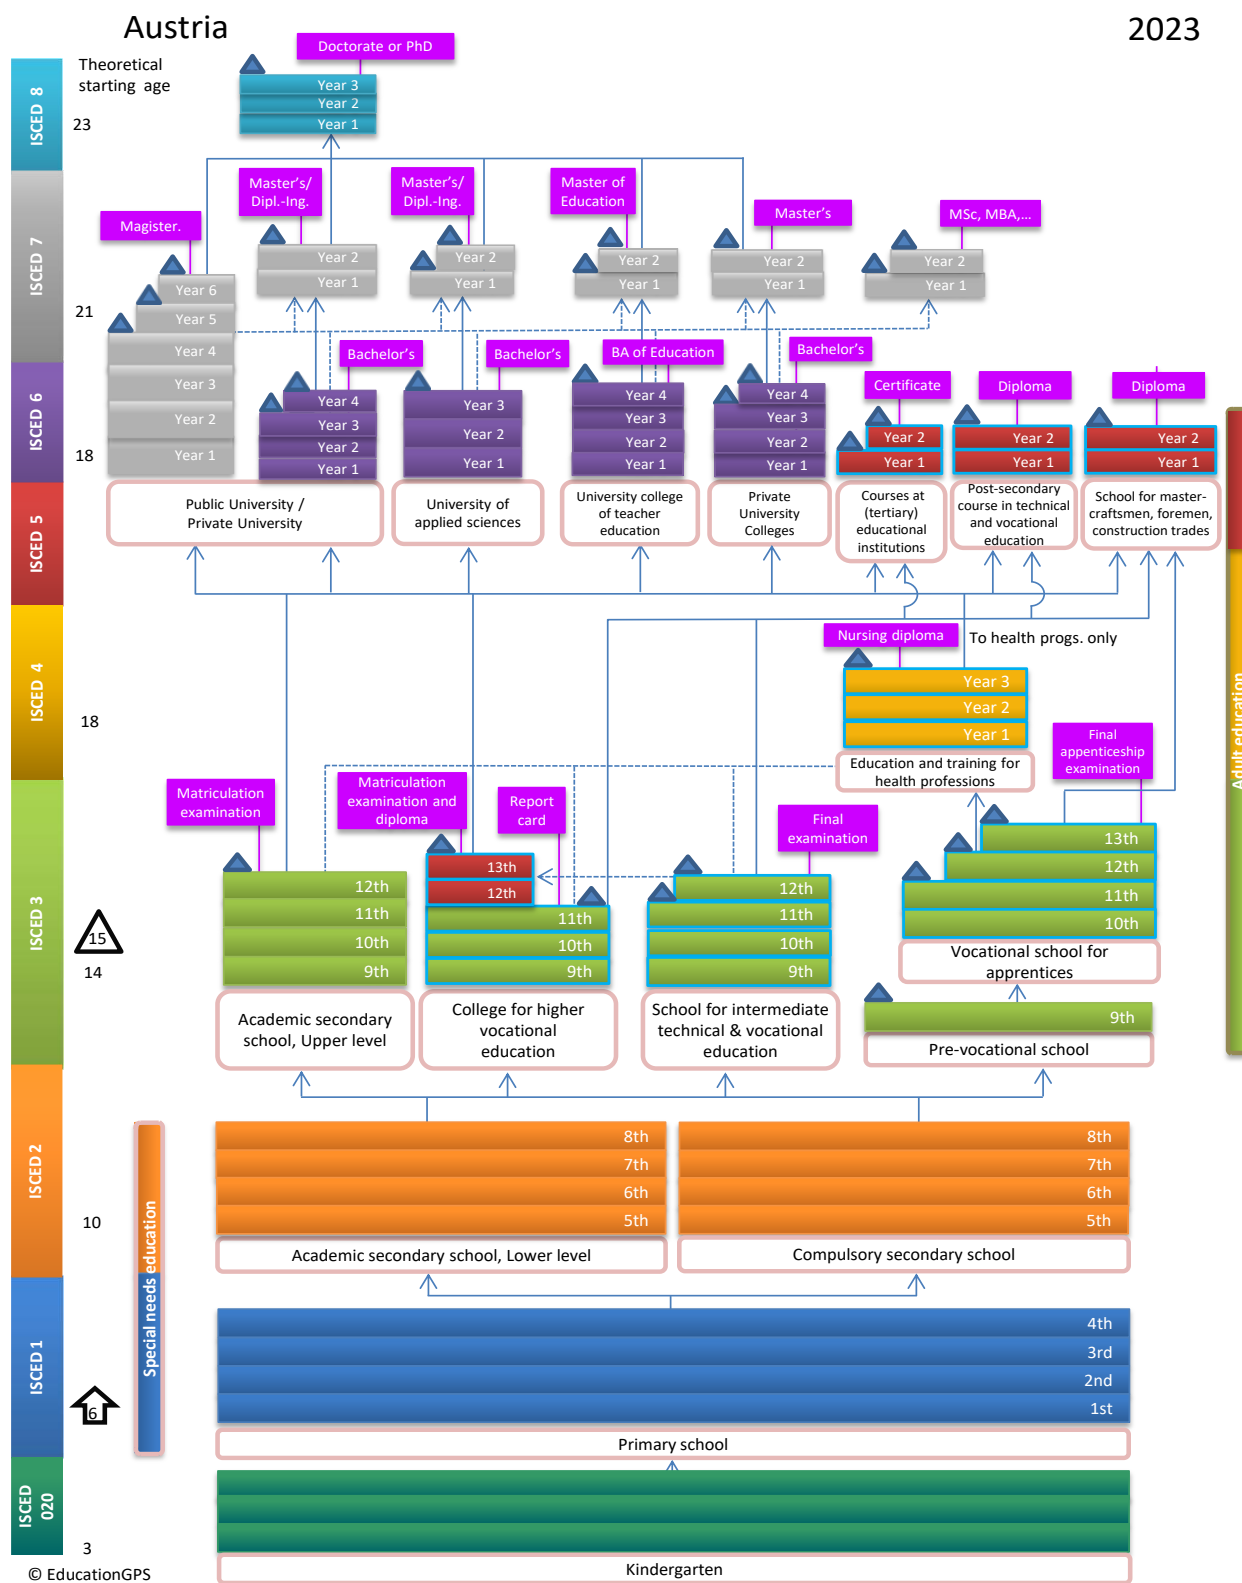 Austria
2023
Theoretical
starting age
Doctorate or PhD
ISCED 8
Year 3
Year 2
23
Year 1
Master's/
Dipl.-Ing.
Master's/
Dipl.-Ing.
Master of
Education
Master's
MSc, MBA,...
Magister.
ISCED 7
Year 2
Year 1
Year 2
Year 1
Year 2
Year 1
Year 2
Year 1
Year 2
Year 1
21
Year 6
Year 5
Year 4
Year 3
Year 2
Year 1
Bachelor's
Bachelor's
BA of Education
Bachelor's
Certificate
Diploma
Diploma
ISCED 6
18
Year 4
Year 3
Year 2
Year 1
Year 3
Year 2
Year 1
Year 4
Year 3
Year 2
Year 1
Year 4
Year 3
Year 2
Year 1
Year 2
Year 1
Year 2
Year 1
Year 2
Year 1
ISCED 5
Public University /
Private University
University of
applied sciences
University college
of teacher
education
Private
University
Colleges
Courses at
(tertiary)
educational
institutions
Post-secondary
course in technical
and vocational
education
School for master-
craftsmen, foremen,
construction trades
Nursing diploma
To health progs. only
ISCED 4
18
Year 3
Year 2
Year 1
Education and training for
health professions
Final
apprenticeship
examination
Adult education
Matriculation
examination
Matriculation
examination and
diploma
Report
card
Final
examination
ISCED 3
15
14
12th
11th
10th
9th
13th
12th
11th
10th
9th
12th
11th
10th
9th
13th
12th
11th
10th
Vocational school for
apprentices
9th
Academic secondary
school, Upper level
College for higher
vocational
education
School for intermediate
technical & vocational
education
Pre-vocational school
ISCED 2
10
Special needs education
8th
7th
6th
5th
8th
7th
6th
5th
Academic secondary school, Lower level
Compulsory secondary school
ISCED 1
6
4th
3rd
2nd
1st
Primary school
ISCED
020
3
Kindergarten
© EducationGPS